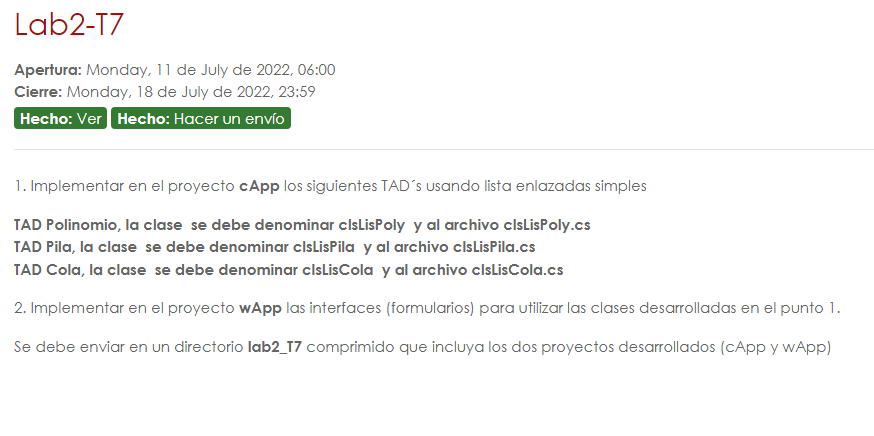 Lab2-T7
Apertura: Monday, 11 de July de 2022, 06:00
Cierre: Monday, 18 de July de 2022, 23:59
Hecho: Ver Hecho: Hacer un envío
1. Implementar en el proyecto cApp los siguientes TAD´s usando lista enlazadas simples
TAD Polinomio, la clase  se debe denominar clsLisPoly  y al archivo clsLisPoly.cs
TAD Pila, la clase  se debe denominar clsLisPila  y al archivo clsLisPila.cs
TAD Cola, la clase  se debe denominar clsLisCola  y al archivo clsLisCola.cs
2. Implementar en el proyecto wApp las interfaces (formularios) para utilizar las clases desarrolladas en el punto 1.
Se debe enviar en un directorio lab2_T7 comprimido que incluya los dos proyectos desarrollados (cApp y wApp)